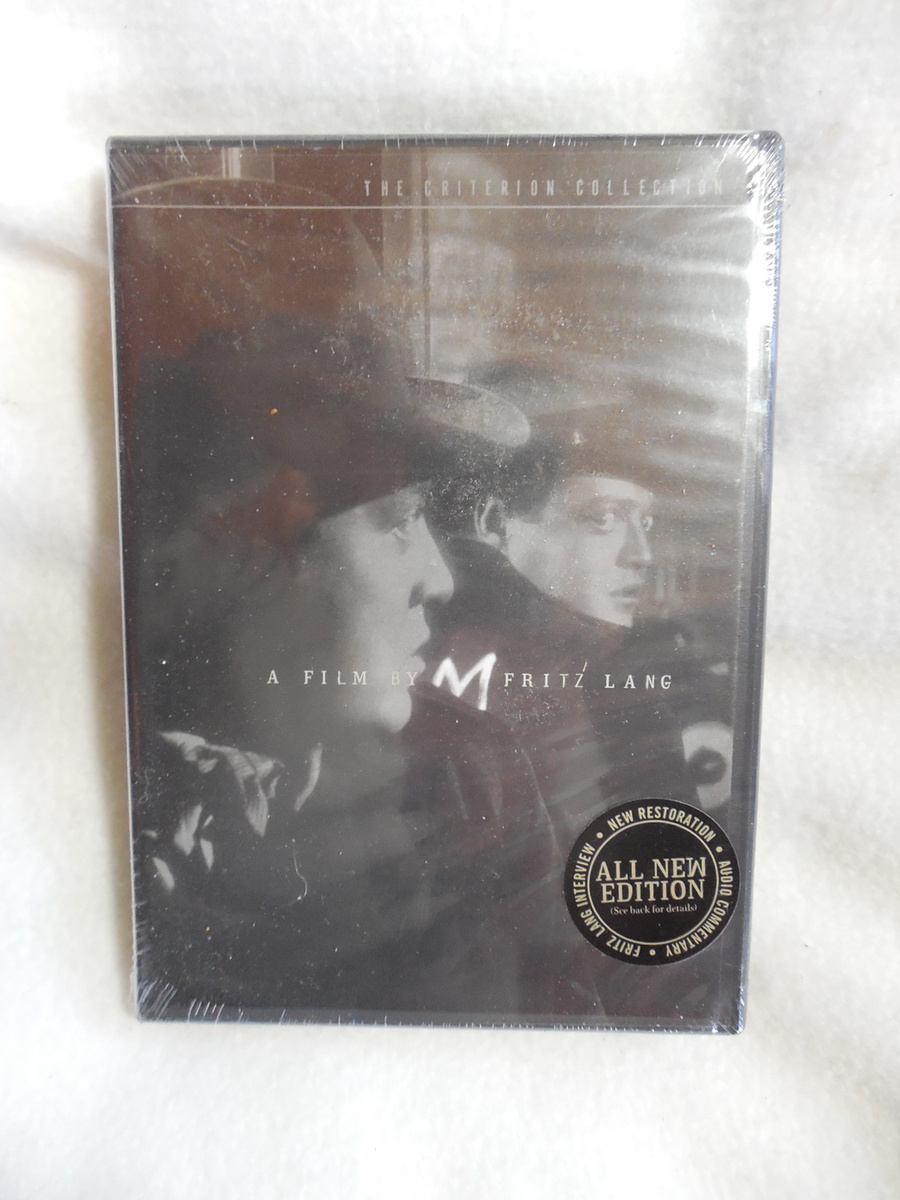 THE CRITERION COLLECTION
A FILM BY M FRITZ LANG
NEW RESTORATION • AUDIO COMMENTARY • FRITZ LANG INTERVIEW •
ALL NEW
EDITION
(See back for details)